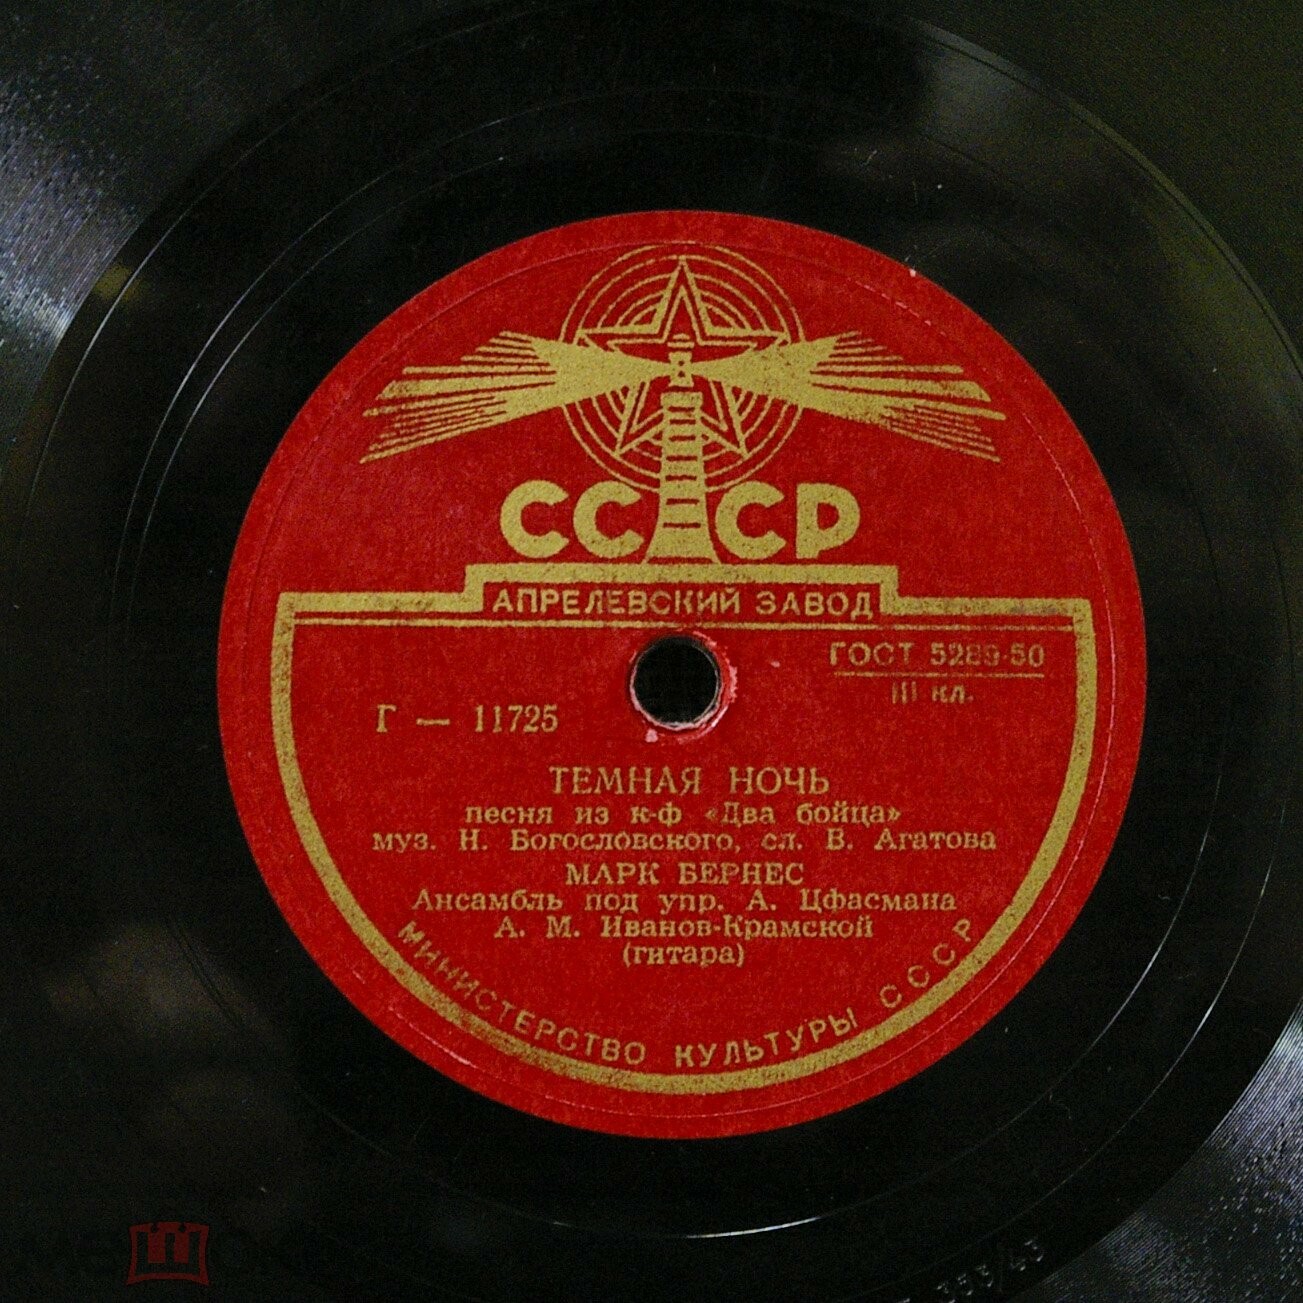 СССР
АПРЕЛЕВСКИЙ ЗАВОД
ГОСТ 5289-50
III кл.
Г — 11725
ТЕМНАЯ НОЧЬ
песня из к-ф «Два бойца»
муз. Н. Богословского, сл. В. Агатова
МАРК БЕРНЕС
Ансамбль под упр. А. Цфасмана
А. М. Иванов-Крамской
(гитара)
МИНИСТЕРСТВО КУЛЬТУРЫ СССР